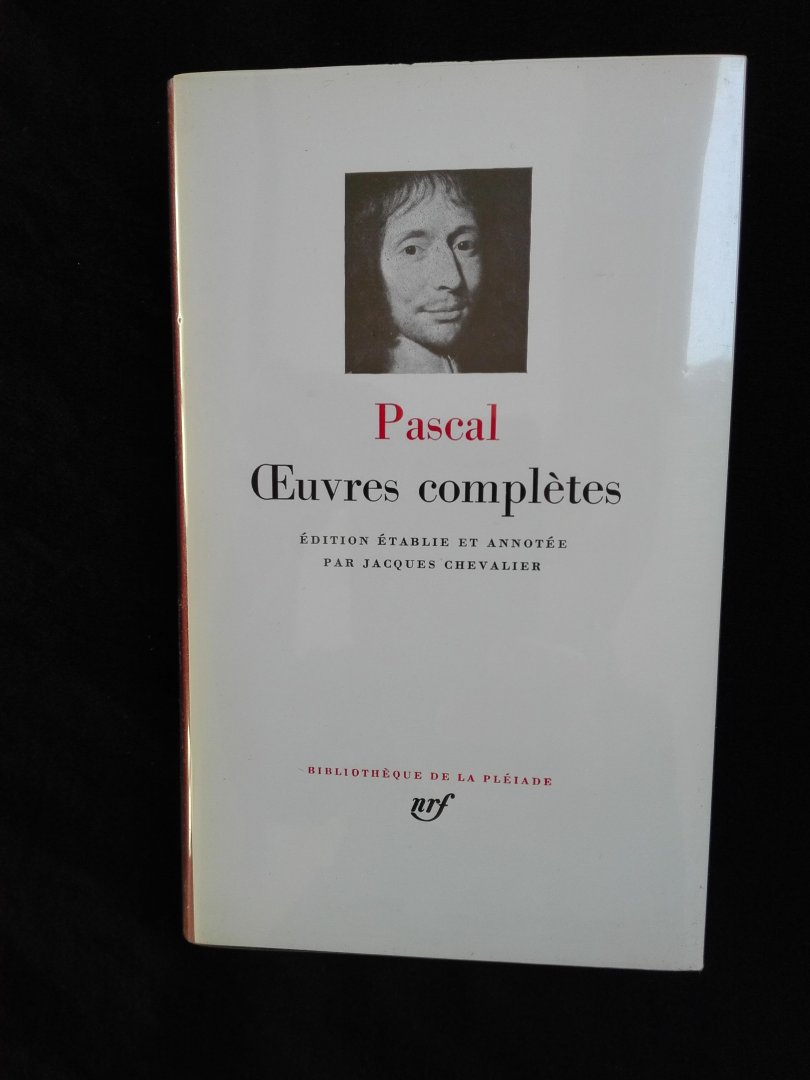 Pascal
Œuvres complètes
ÉDITION ÉTABLIE ET ANNOTÉE
PAR JACQUES CHEVALIER
BIBLIOTHÈQUE DE LA PLÉIADE
nrf